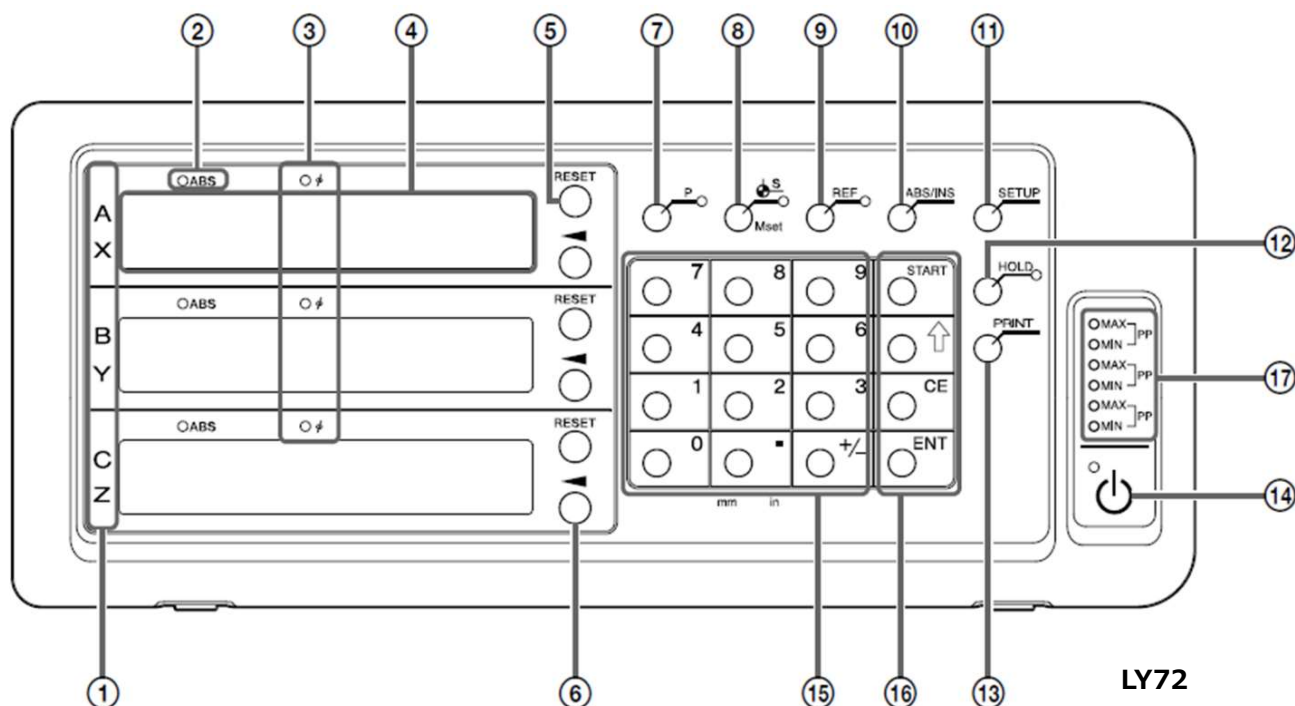 ② ③ ④ ⑤ ⑦ ⑧ ⑨ ⑩ ⑪
ABS ϕ RESET
A
X
P S REF ABS/INS SETUP
Mset
⑫
HOLD
7 8 9 START
ABS ϕ RESET
B
Y
4 5 6 PRINT
MAX PP
MIN
MAX PP
MIN
MAX PP
MIN
⑰
1 2 3 CE
ABS ϕ RESET
C
Z
0 ▪ +/− ENT
mm in
⑭
① ⑥ ⑮ ⑯ ⑬
LY72